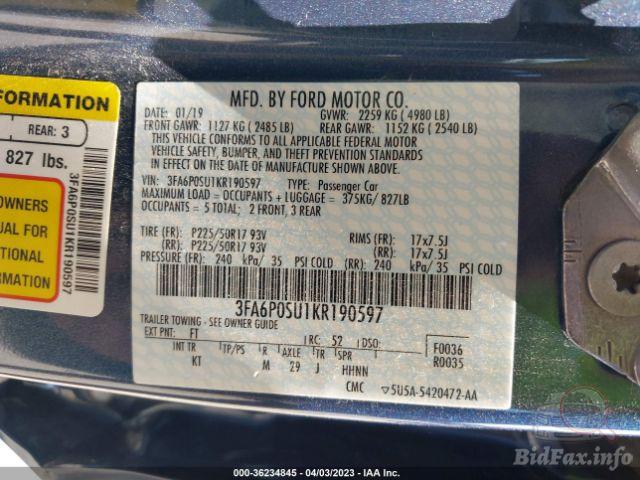 FORMATION
REAR: 3
827 lbs.
OWNERS
UAL FOR
TIONAL
RMATION
3FA6P0SU1KR190597
MFD. BY FORD MOTOR CO.
DATE: 01/19 GVWR: 2259 KG ( 4980 LB)
FRONT GAWR: 1127 KG ( 2485 LB) REAR GAWR: 1152 KG ( 2540 LB)
THIS VEHICLE CONFORMS TO ALL APPLICABLE FEDERAL MOTOR
VEHICLE SAFETY, BUMPER, AND THEFT PREVENTION STANDARDS
IN EFFECT ON THE DATE OF MANUFACTURE SHOWN ABOVE.
VIN: 3FA6P0SU1KR190597 TYPE: Passenger Car
MAXIMUM LOAD = OCCUPANTS + LUGGAGE = 375KG/ 827LB
OCCUPANTS = 5 TOTAL; 2 FRONT, 3 REAR
TIRE (FR): P225/50R17 93V RIMS (FR): 17x7.5J
(RR): P225/50R17 93V (RR): 17x7.5J
PRESSURE (FR): 240 kPa/ 35 PSI COLD (RR): 240 kPa/ 35 PSI COLD
3FA6P0SU1KR190597
TRAILER TOWING - SEE OWNER GUIDE
EXT PNT: FT RC: 52 DSO: F0036
INT TR TP/PS R AXLE TR SPR R0035
KT M 29 J HHNN
CMC 5U5A-5420472-AA
000-36234845 - 04/03/2023 - IAA Inc.
BidFax.info